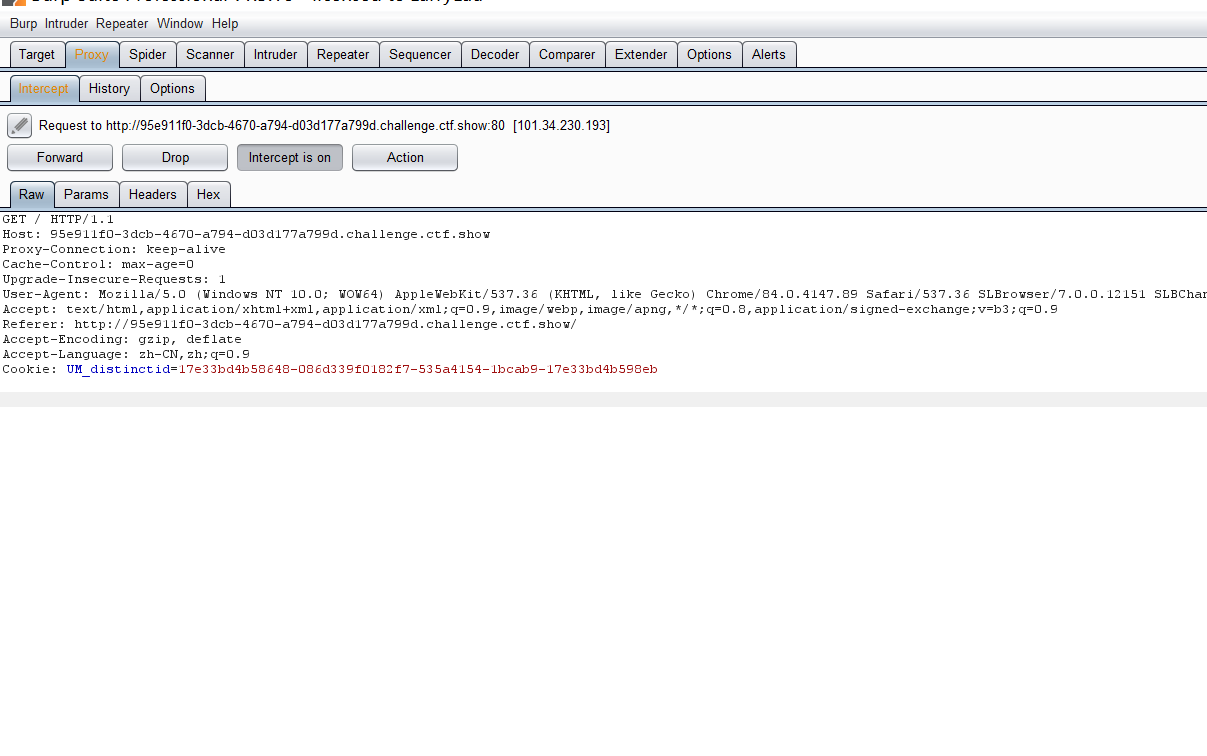 Burp Intruder Repeater Window Help
Target Proxy Spider Scanner Intruder Repeater Sequencer Decoder Comparer Extender Options Alerts
Intercept History Options
Request to http://95e911f0-3dcb-4670-a794-d03d177a799d.challenge.ctf.show:80 [101.34.230.193]
Forward Drop Intercept is on Action
Raw Params Headers Hex
GET / HTTP/1.1
Host: 95e911f0-3dcb-4670-a794-d03d177a799d.challenge.ctf.show
Proxy-Connection: keep-alive
Cache-Control: max-age=0
Upgrade-Insecure-Requests: 1
User-Agent: Mozilla/5.0 (Windows NT 10.0; WOW64) AppleWebKit/537.36 (KHTML, like Gecko) Chrome/84.0.4147.89 Safari/537.36 SLBrowser/7.0.0.12151 SLBChan
Accept: text/html,application/xhtml+xml,application/xml;q=0.9,image/webp,image/apng,*/*;q=0.8,application/signed-exchange;v=b3;q=0.9
Referer: http://95e911f0-3dcb-4670-a794-d03d177a799d.challenge.ctf.show/
Accept-Encoding: gzip, deflate
Accept-Language: zh-CN,zh;q=0.9
Cookie: UM_distinctid=17e33bd4b58648-086d339f0182f7-535a4154-1bcab9-17e33bd4b598eb